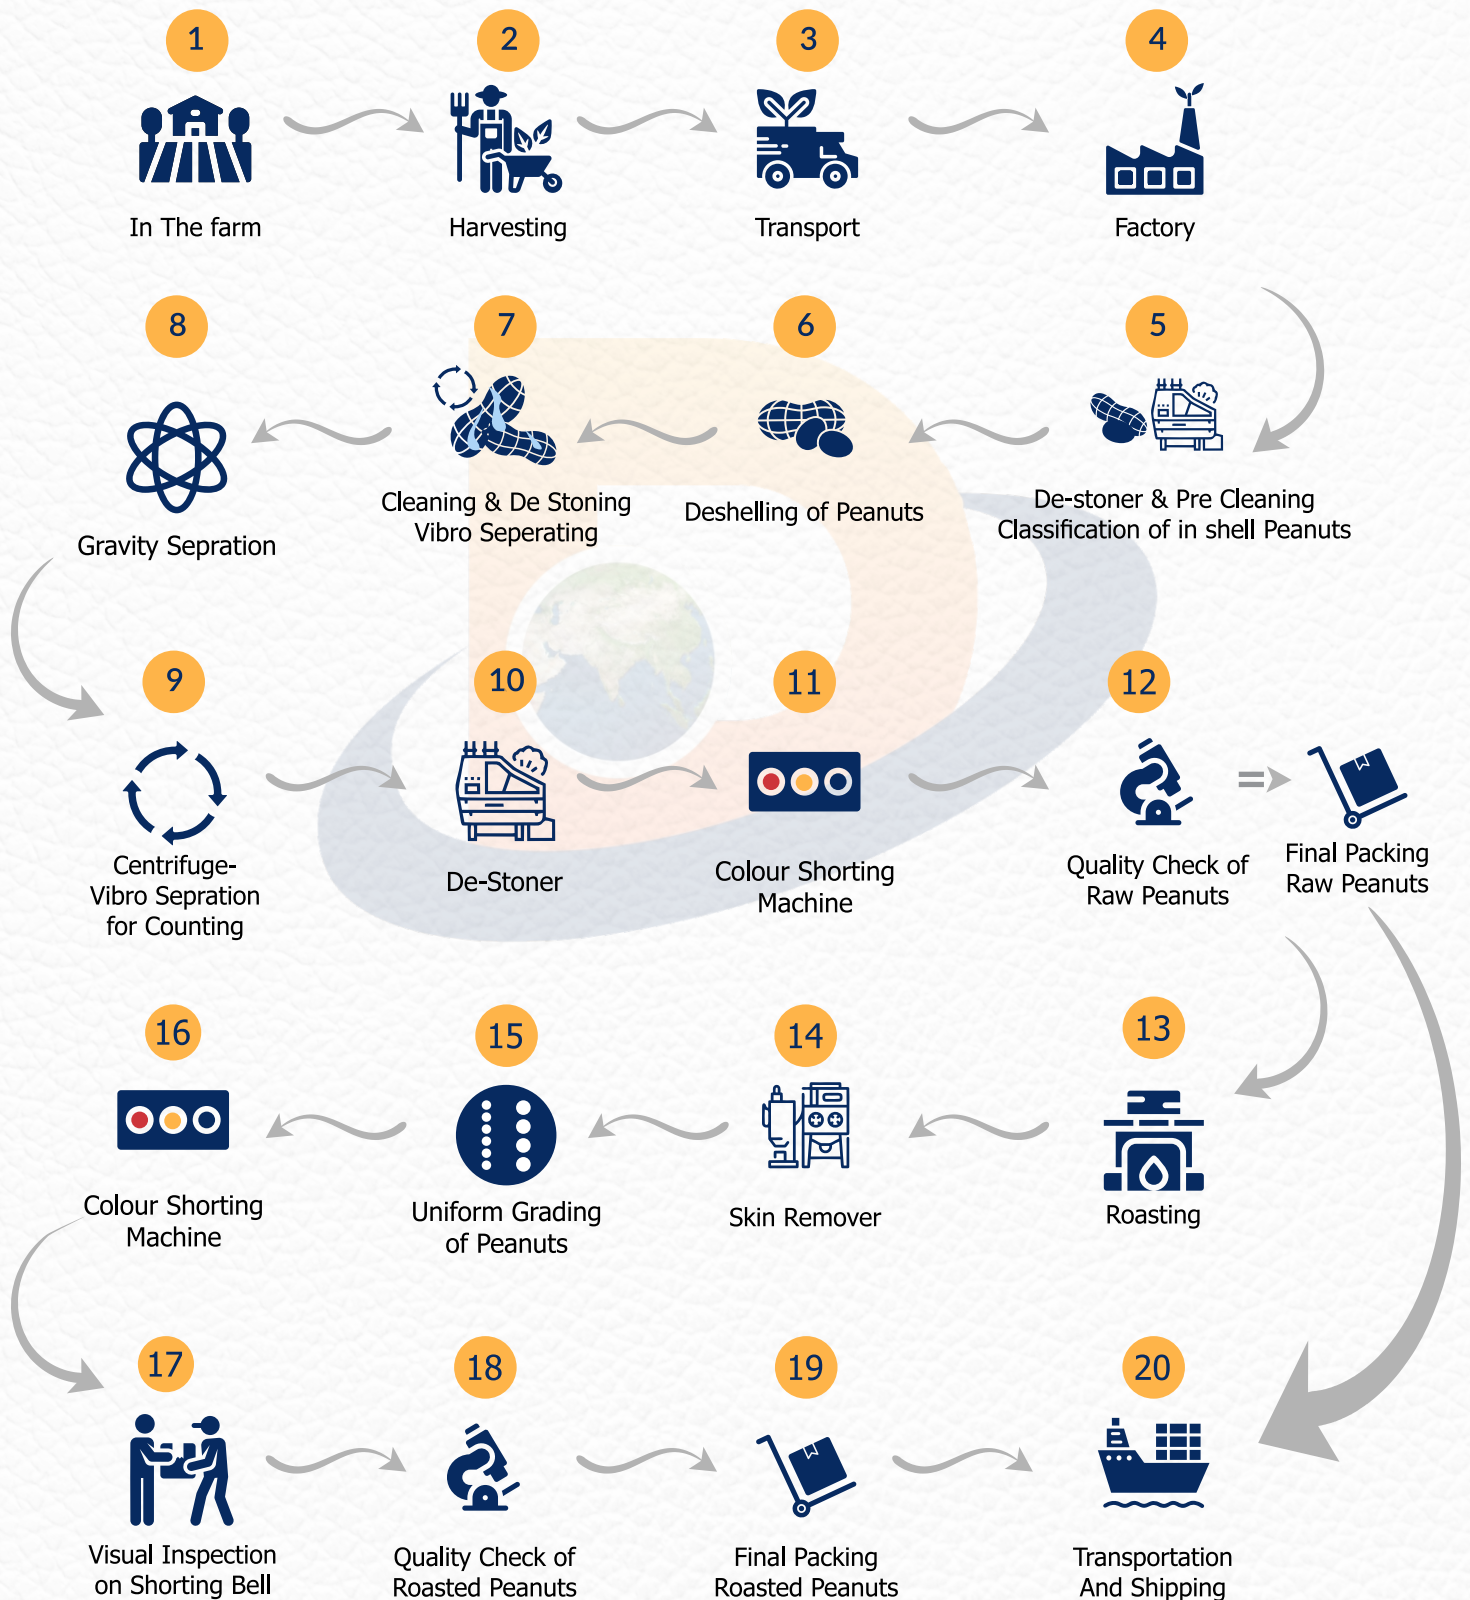 1
In The farm
2
Harvesting
3
Transport
4
Factory
5
De-stoner & Pre Cleaning
Classification of in shell Peanuts
6
Deshelling of Peanuts
7
Cleaning & De Stoning
Vibro Seperating
8
Gravity Sepration
9
Centrifuge-
Vibro Sepration
for Counting
10
De-Stoner
11
Colour Shorting
Machine
12
Quality Check of
Raw Peanuts
Final Packing
Raw Peanuts
13
Roasting
14
Skin Remover
15
Uniform Grading
of Peanuts
16
Colour Shorting
Machine
17
Visual Inspection
on Shorting Bell
18
Quality Check of
Roasted Peanuts
19
Final Packing
Roasted Peanuts
20
Transportation
And Shipping